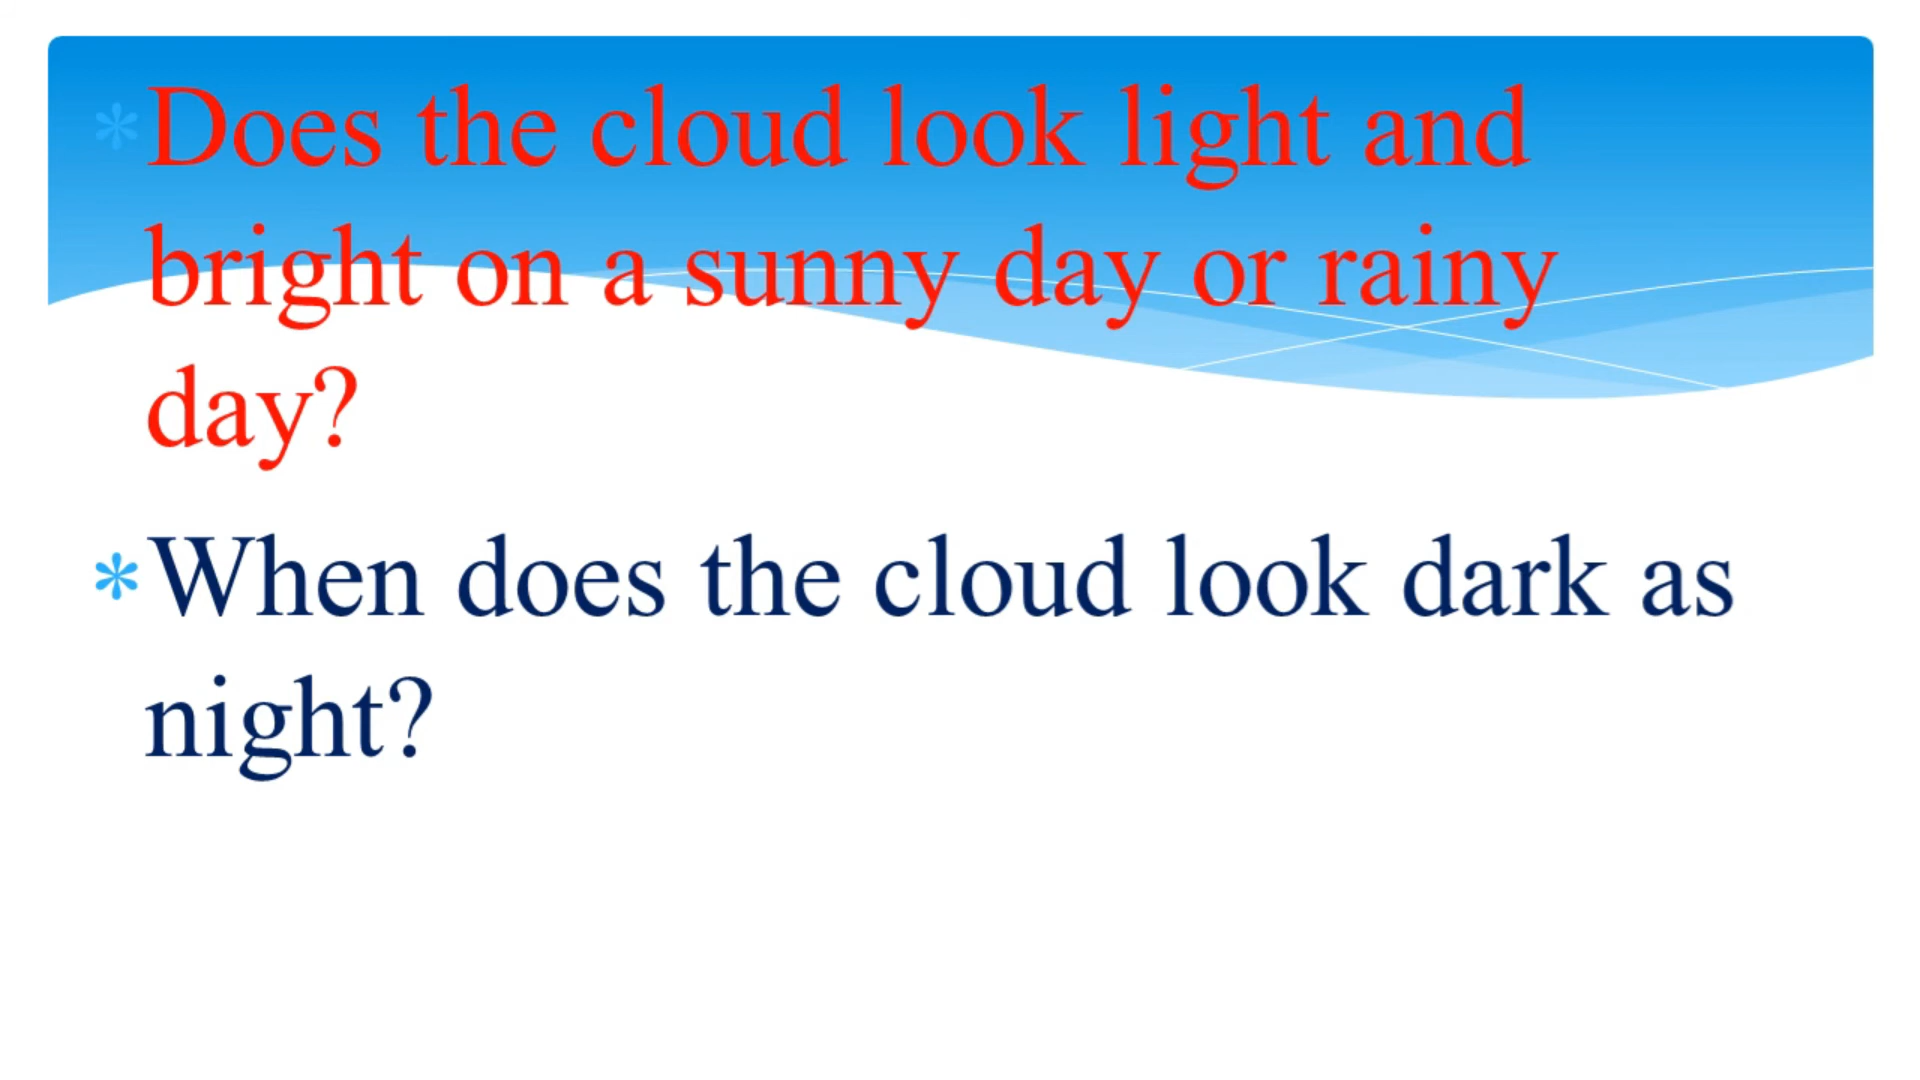 *Does the cloud look light and
bright on a sunny day or rainy
day?
*When does the cloud look dark as
night?